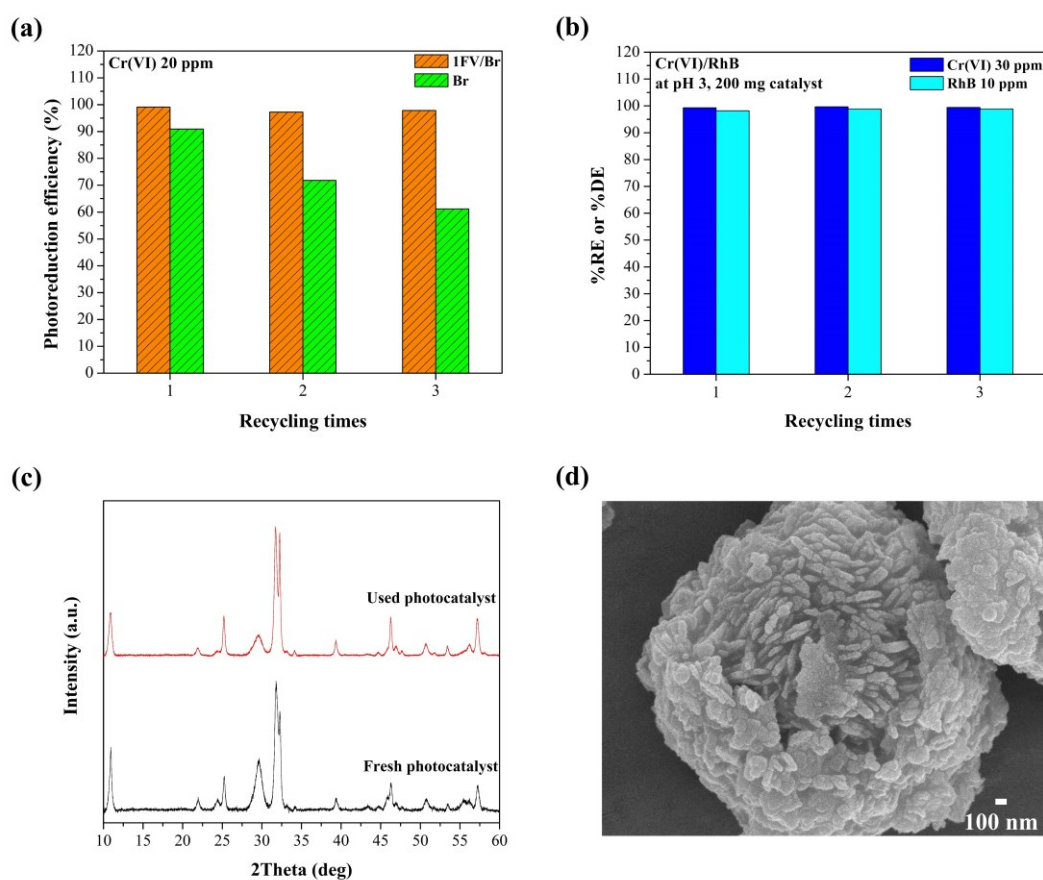 (a)
Cr(VI) 20 ppm
1FV/Br
Br
Photoreduction efficiency (%)
120
110
100
90
80
70
60
50
40
30
20
10
0
1 2 3
Recycling times
(b)
Cr(VI)/RhB
at pH 3, 200 mg catalyst
Cr(VI) 30 ppm
RhB 10 ppm
%RE or %DE
120
110
100
90
80
70
60
50
40
30
20
10
0
1 2 3
Recycling times
(c)
Used photocatalyst
Fresh photocatalyst
Intensity (a.u.)
10 15 20 25 30 35 40 45 50 55 60
2Theta (deg)
(d)
100 nm